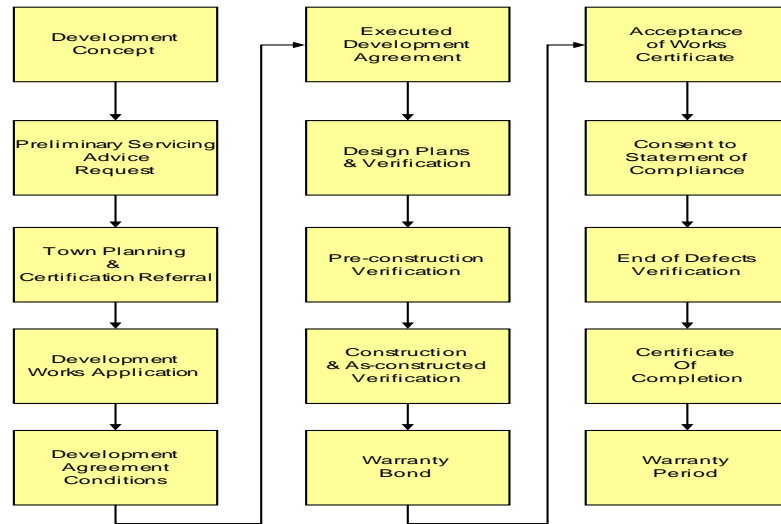 Development
Concept
Preliminary Servicing
Advice
Request
Town Planning
&
Certification Referral
Development
Works Application
Development
Agreement
Conditions
Executed
Development
Agreement
Design Plans
& Verification
Pre-construction
Verification
Construction
& As-constructed
Verification
Warranty
Bond
Acceptance
of Works
Certificate
Consent to
Statement of
Compliance
End of Defects
Verification
Certificate
Of
Completion
Warranty
Period